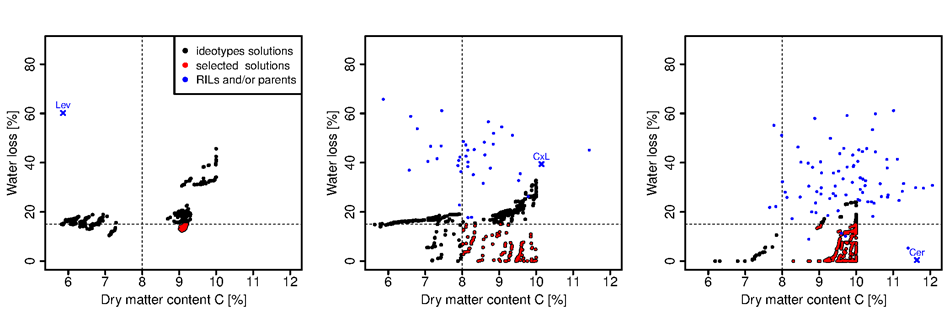 ideotypes solutions
selected solutions
RILs and/or parents
Lev
Water loss [%]
0 20 40 60 80
6 7 8 9 10 11 12
Dry matter content C [%]
CxL
Water loss [%]
0 20 40 60 80
6 7 8 9 10 11 12
Dry matter content C [%]
Cer
Water loss [%]
0 20 40 60 80
6 7 8 9 10 11 12
Dry matter content C [%]